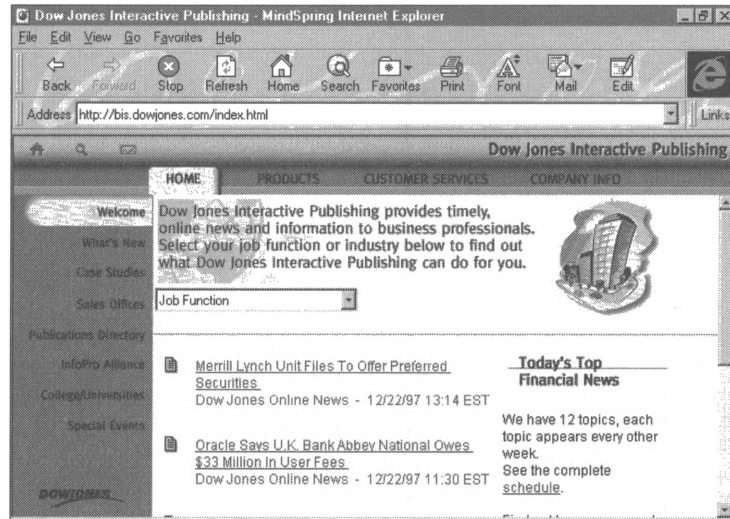 Dow Jones Interactive Publishing - MindSpring Internet Explorer
File Edit View Go Favorites Help
Back Forward Stop Refresh Home Search Favorites Print Font Mail Edit
Address http://bis.dowjones.com/index.html Links
Dow Jones Interactive Publishing
HOME PRODUCTS CUSTOMER SERVICES COMPANY INFO
Welcome
What's New
Case Studies
Sales Offices
Publications Directory
InfoPro Alliance
College/Universities
Special Events
DOWJONES
Dow Jones Interactive Publishing provides timely,
online news and information to business professionals.
Select your job function or industry below to find out
what Dow Jones Interactive Publishing can do for you.
Job Function
Merrill Lynch Unit Files To Offer Preferred
Securities
Dow Jones Online News - 12/22/97 13:14 EST
Oracle Says U.K. Bank Abbey National Owes
$33 Million In User Fees
Dow Jones Online News - 12/22/97 11:30 EST
Today's Top
Financial News
We have 12 topics, each
topic appears every other
week.
See the complete
schedule.